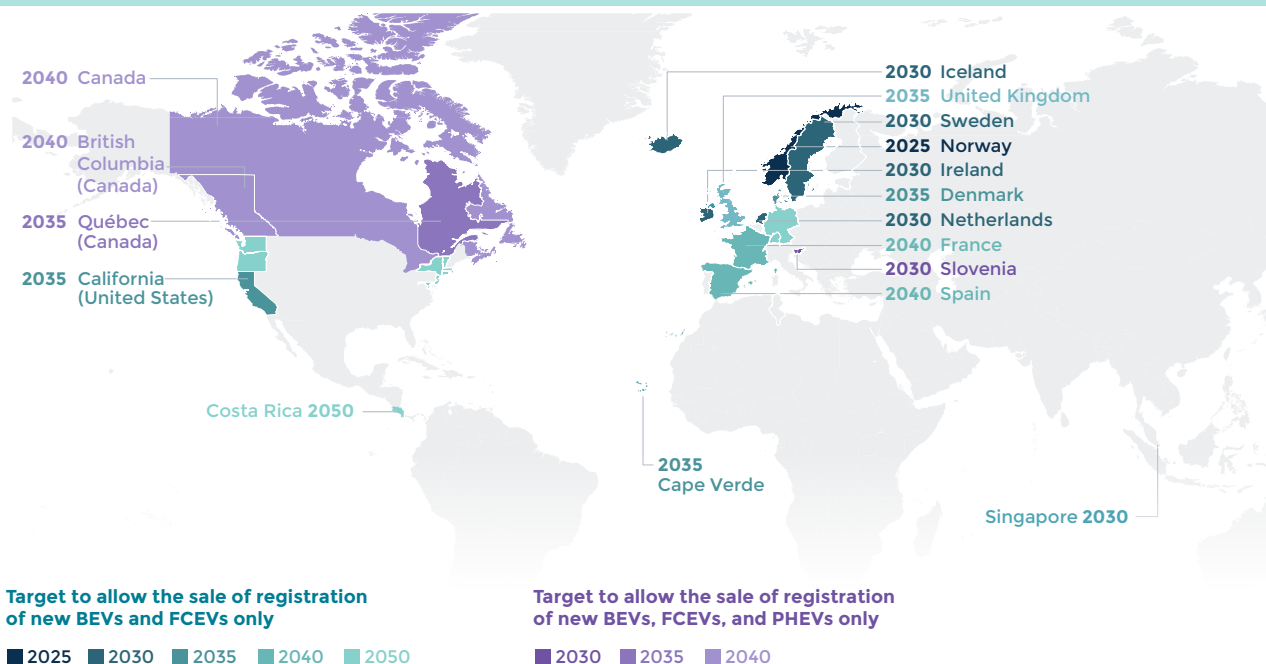 2040 Canada
2040 British
Columbia
(Canada)
2035 Québec
(Canada)
2035 California
(United States)
Costa Rica 2050
2030 Iceland
2035 United Kingdom
2030 Sweden
2025 Norway
2030 Ireland
2035 Denmark
2030 Netherlands
2040 France
2030 Slovenia
2040 Spain
2035
Cape Verde
Singapore 2030
Target to allow the sale of registration
of new BEVs and FCEVs only
2025 2030 2035 2040 2050
Target to allow the sale of registration
of new BEVs, FCEVs, and PHEVs only
2030 2035 2040